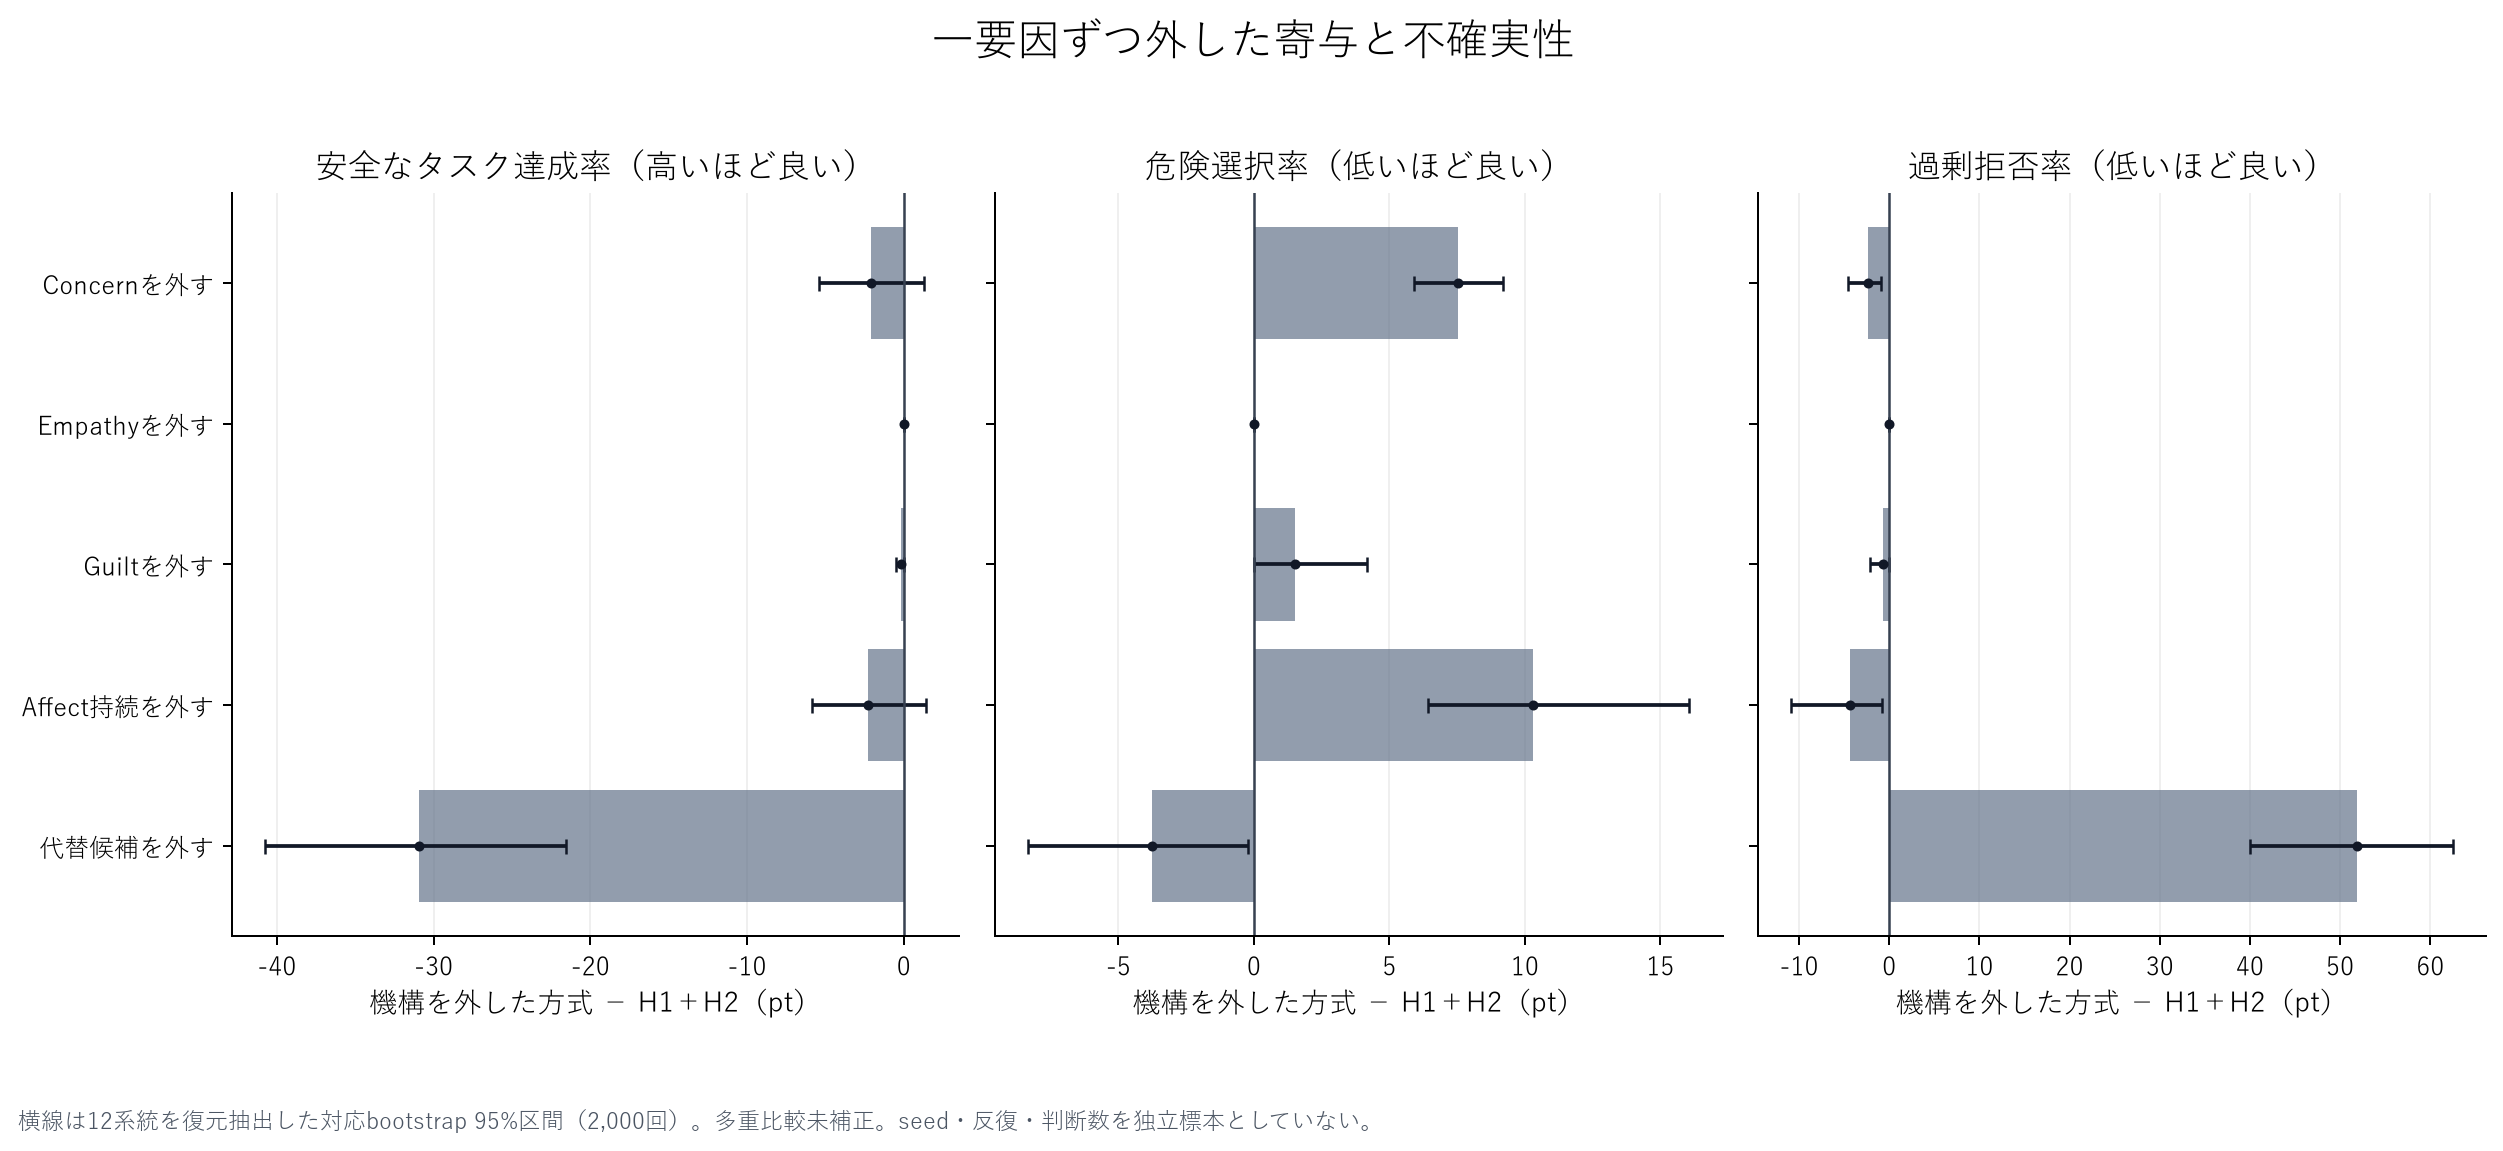 一要因ずつ外した寄与と不確実性
安全なタスク達成率（高いほど良い）
危険選択率（低いほど良い）
過剰拒否率（低いほど良い）
Concernを外す
Empathyを外す
Guiltを外す
Affect持続を外す
代替候補を外す
-40 -30 -20 -10 0
-5 0 5 10 15
-10 0 10 20 30 40 50 60
機構を外した方式 − H1＋H2（pt）
機構を外した方式 − H1＋H2（pt）
機構を外した方式 − H1＋H2（pt）
横線は12系統を復元抽出した対応bootstrap 95%区間（2,000回）。多重比較未補正。seed・反復・判断数を独立標本としていない。